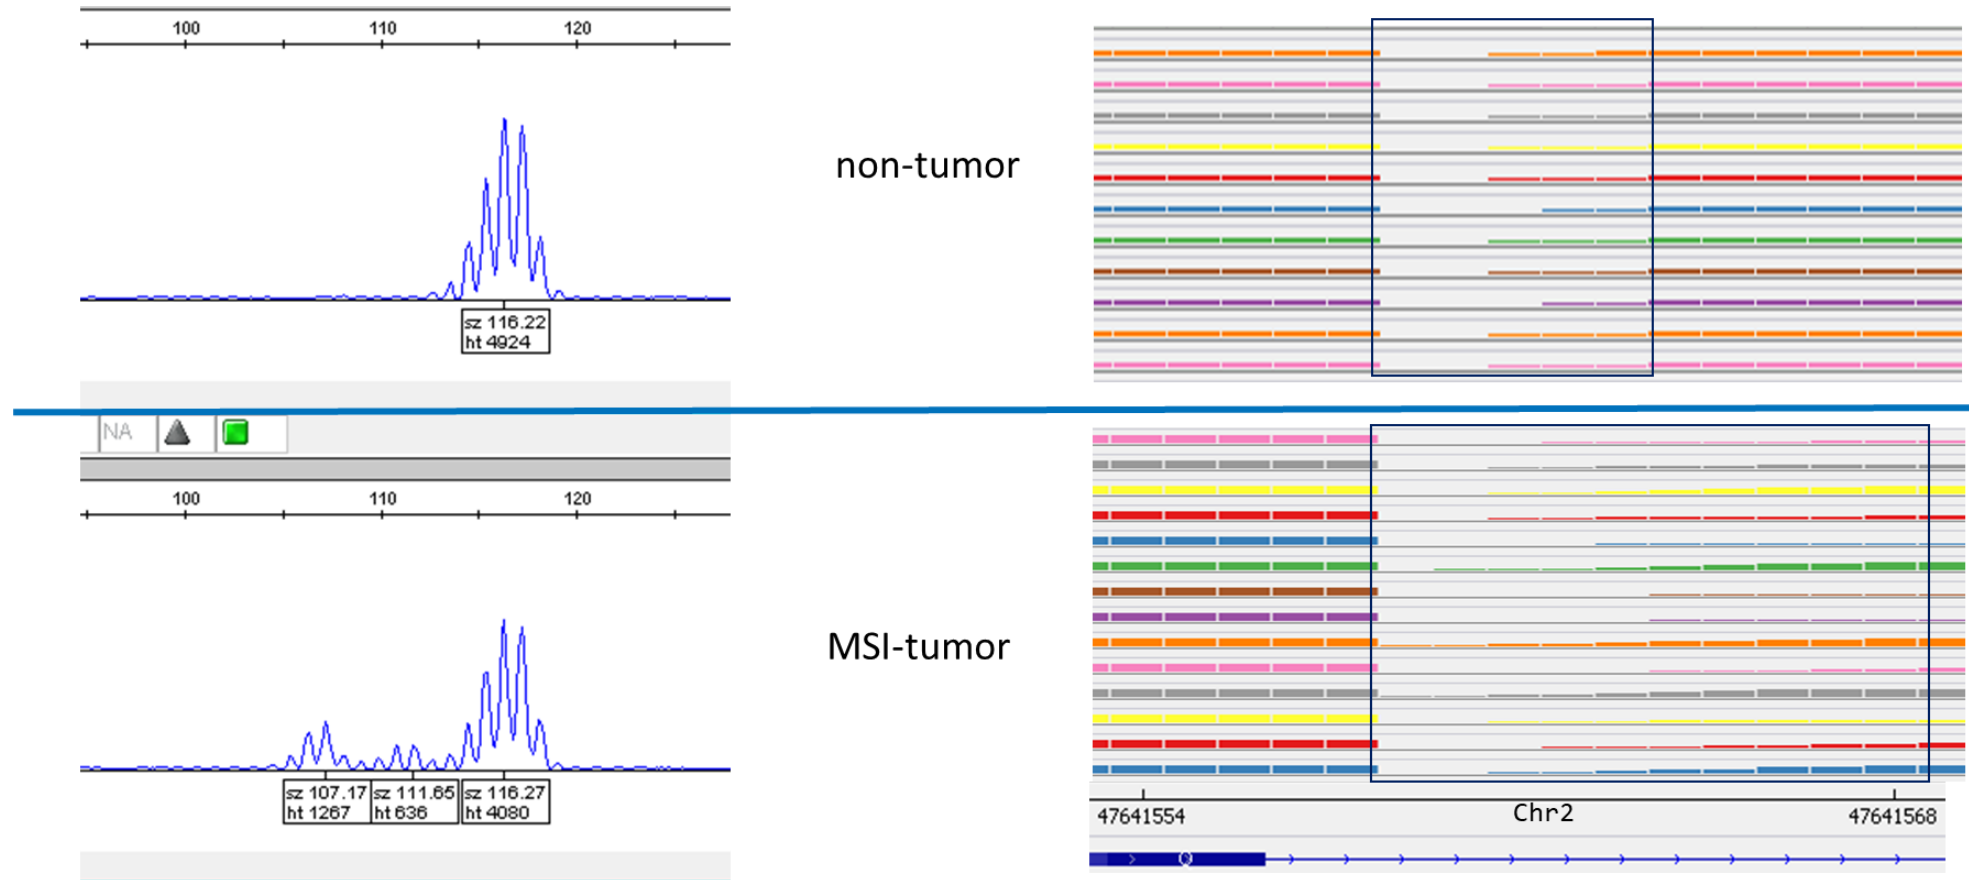 100 110 120
non-tumor
sz 116.22
ht 4924
NA
100 110 120
MSI-tumor
sz 107.17 sz 111.65 sz 116.27
ht 1267 ht 636 ht 4080
47641554 Chr2 47641568
Q